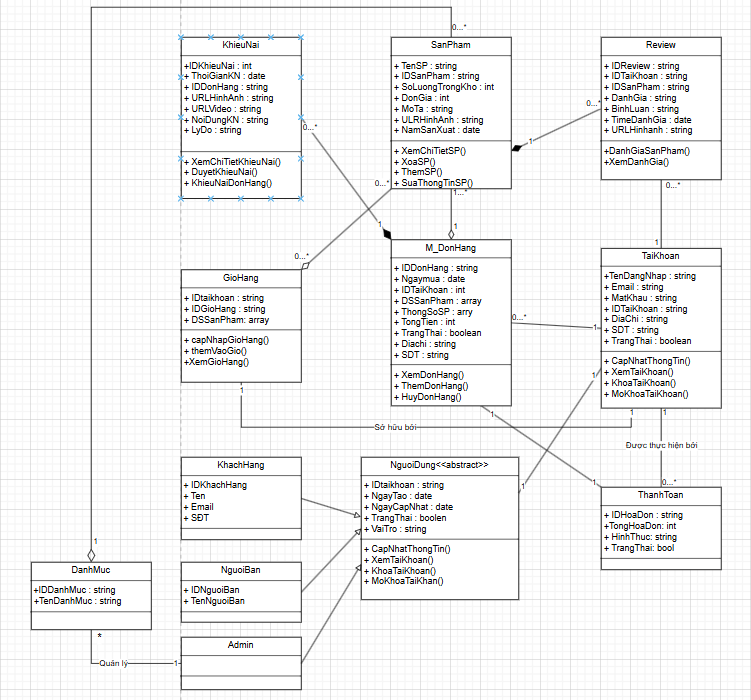 0...*
KhieuNai
+IDKhieuNai : int
+ ThoiGianKN : date
+ IDDonHang : string
+ URLHinhAnh : string
+ URLVideo : string
+ NoiDungKN : string
+ LyDo : string
+ XemChiTietKhieuNai()
+ DuyetKhieuNai()
+ KhieuNaiDonHang()
0...*
SanPham
+ TenSP : string
+ IDSanPham : string
+ SoLuongTrongKho : int
+ DonGia : int
+ MoTa : string
+ ULRHinhAnh : string
+ NamSanXuat : date
+ XemChiTietSP()
+ XoaSP()
+ ThemSP()
+ SuaThongTinSP()
0...*
1...*
1
0...*
Review
+ IDReview : string
+ IDTaiKhoan : string
+ IDSanPham : string
+ DanhGia : string
+ BinhLuan : string
+ TimeDanhGia : date
+ URLHinhanh : string
+DanhGiaSanPham()
+XemDanhGia()
0...*
1
1
1
0...*
GioHang
+ IDtaikhoan : string
+ IDGioHang : string
+ DSSanPham: array
+ capNhapGioHang()
+ themVaoGio()
+XemGioHang()
1
M_DonHang
+ IDDonHang : string
+ Ngaymua : date
+ IDTaiKhoan : int
+ DSSanPham : array
+ ThongSoSP : arry
+ TongTien : int
+ TrangThai : boolean
+ Diachi : string
+ SDT : string
+ XemDonHang()
+ ThemDonHang()
+ HuyDonHang()
0...*
1
1
TaiKhoan
+TenDangNhap : string
+ Email : string
+ MatKhau : string
+ IDTaiKhoan : string
+ DiaChi : string
+ SDT : string
+ TrangThai : boolean
+ CapNhatThongTin()
+ XemTaiKhoan()
+ KhoaTaiKhoan()
+ MoKhoaTaiKhoan()
1
1
1
Sở hữu bởi
Được thực hiện bởi
KhachHang
+ IDKhachHang
+ Ten
+ Email
+ SĐT
NguoiDung<<abstract>>
+ IDtaikhoan : string
+ NgayTao : date
+ NgayCapNhat : date
+ TrangThai : boolen
+ VaiTro : string
+ CapNhatThongTin()
+ XemTaiKhoan()
+ KhoaTaiKhoan()
+ MoKhoaTaiKhan()
1
1
0...*
ThanhToan
+ IDHoaDon : string
+TongHoaDon: int
+ HinhThuc: string
+ TrangThai: bool
1
DanhMuc
+IDDanhMuc : string
+TenDanhMuc : string
*
Quản lý
1
NguoiBan
+ IDNguoiBan
+ TenNguoiBan
Admin